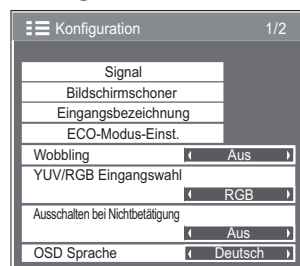 Konfiguration 1/2
Signal
Bildschirmschoner
Eingangsbezeichnung
ECO-Modus-Einst.
Wobbling Aus
YUV/RGB Eingangswahl
RGB
Ausschalten bei Nichtbetätigung
Aus
OSD Sprache Deutsch